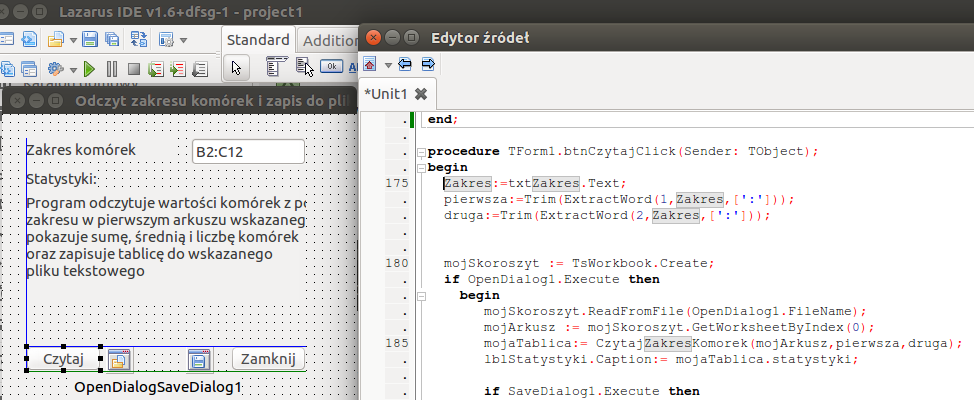 Lazarus IDE v1.6+dfsg-1 - project1
Standard
Addition
Ok
Odczyt zakresu komórek i zapis do pli
Zakres komórek
B2:C12
Statystyki:
Program odczytuje wartości komórek z po
zakresu w pierwszym arkuszu wskazaneg
pokazuje sumę, średnią i liczbę komórek
oraz zapisuje tablicę do wskazanego
pliku tekstowego
Czytaj
Zamknij
OpenDialogSaveDialog1
Edytor źródeł
*Unit1
end;
procedure TForm1.btnCzytajClick(Sender: TObject);
begin
175 Zakres:=txtZakres.Text;
pierwsza:=Trim(ExtractWord(1,Zakres,[':']));
druga:=Trim(ExtractWord(2,Zakres,[':']));
180 mojSkoroszyt := TsWorkbook.Create;
if OpenDialog1.Execute then
begin
mojSkoroszyt.ReadFromFile(OpenDialog1.FileName);
mojArkusz := mojSkoroszyt.GetWorksheetByIndex(0);
185 mojaTablica:= CzytajZakresKomorek(mojArkusz,pierwsza,druga);
lblStatystyki.Caption:= mojaTablica.statystyki;
if SaveDialog1.Execute then